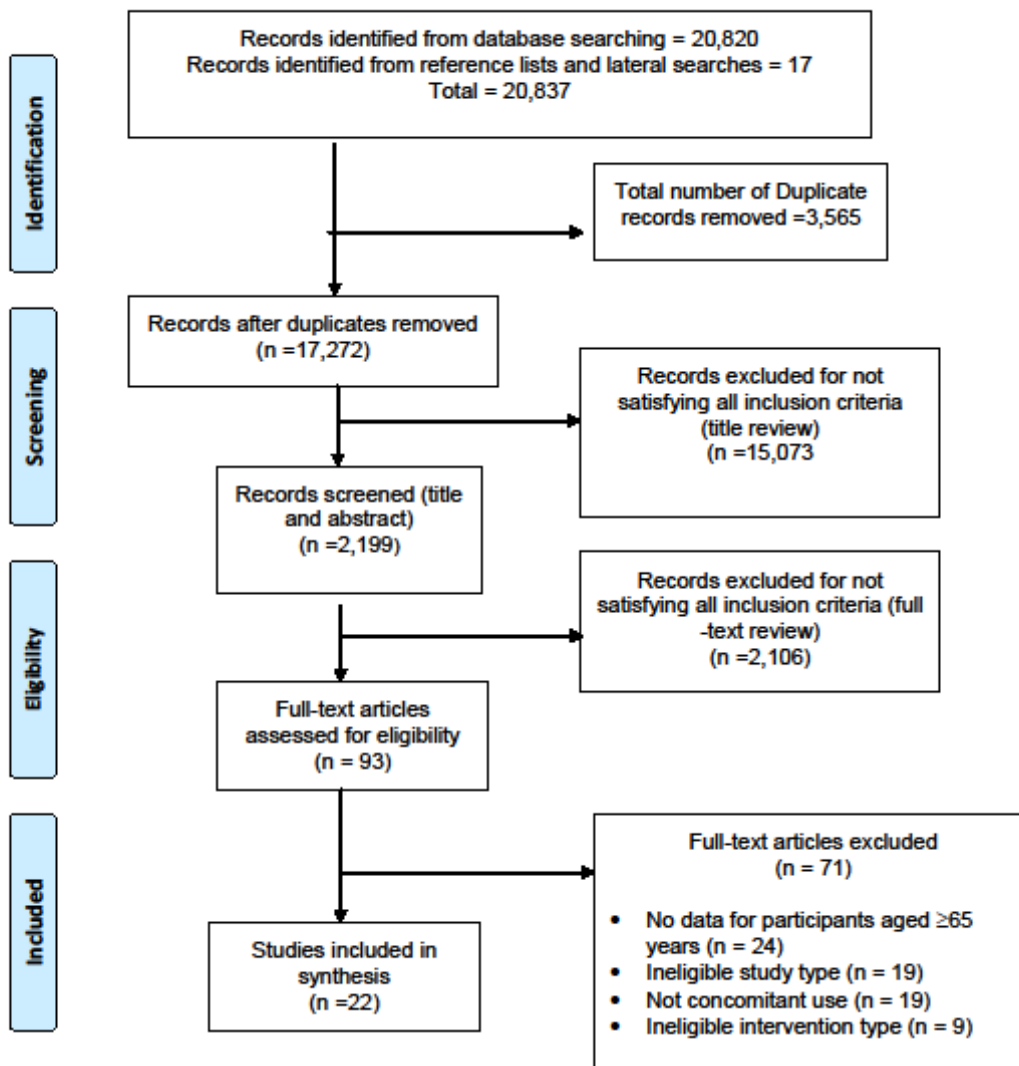 Records identified from database searching = 20,820
Records identified from reference lists and lateral searches = 17
Total = 20,837
Identification
Total number of Duplicate
records removed =3,565
Records after duplicates removed
(n =17,272)
Screening
Records excluded for not
satisfying all inclusion criteria
(title review)
(n =15,073
Records screened (title
and abstract)
(n =2,199)
Eligibility
Records excluded for not
satisfying all inclusion criteria (full
-text review)
(n =2,106)
Full-text articles
assessed for eligibility
(n = 93)
Included
Full-text articles excluded
(n = 71)
• No data for participants aged ≥65
years (n = 24)
• Ineligible study type (n = 19)
• Not concomitant use (n = 19)
• Ineligible intervention type (n = 9)
Studies included in
synthesis
(n =22)